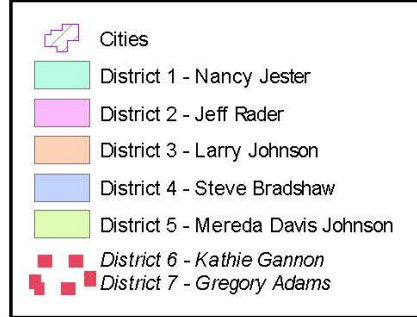 Cities
District 1 - Nancy Jester
District 2 - Jeff Rader
District 3 - Larry Johnson
District 4 - Steve Bradshaw
District 5 - Mereda Davis Johnson
District 6 - Kathie Gannon
District 7 - Gregory Adams